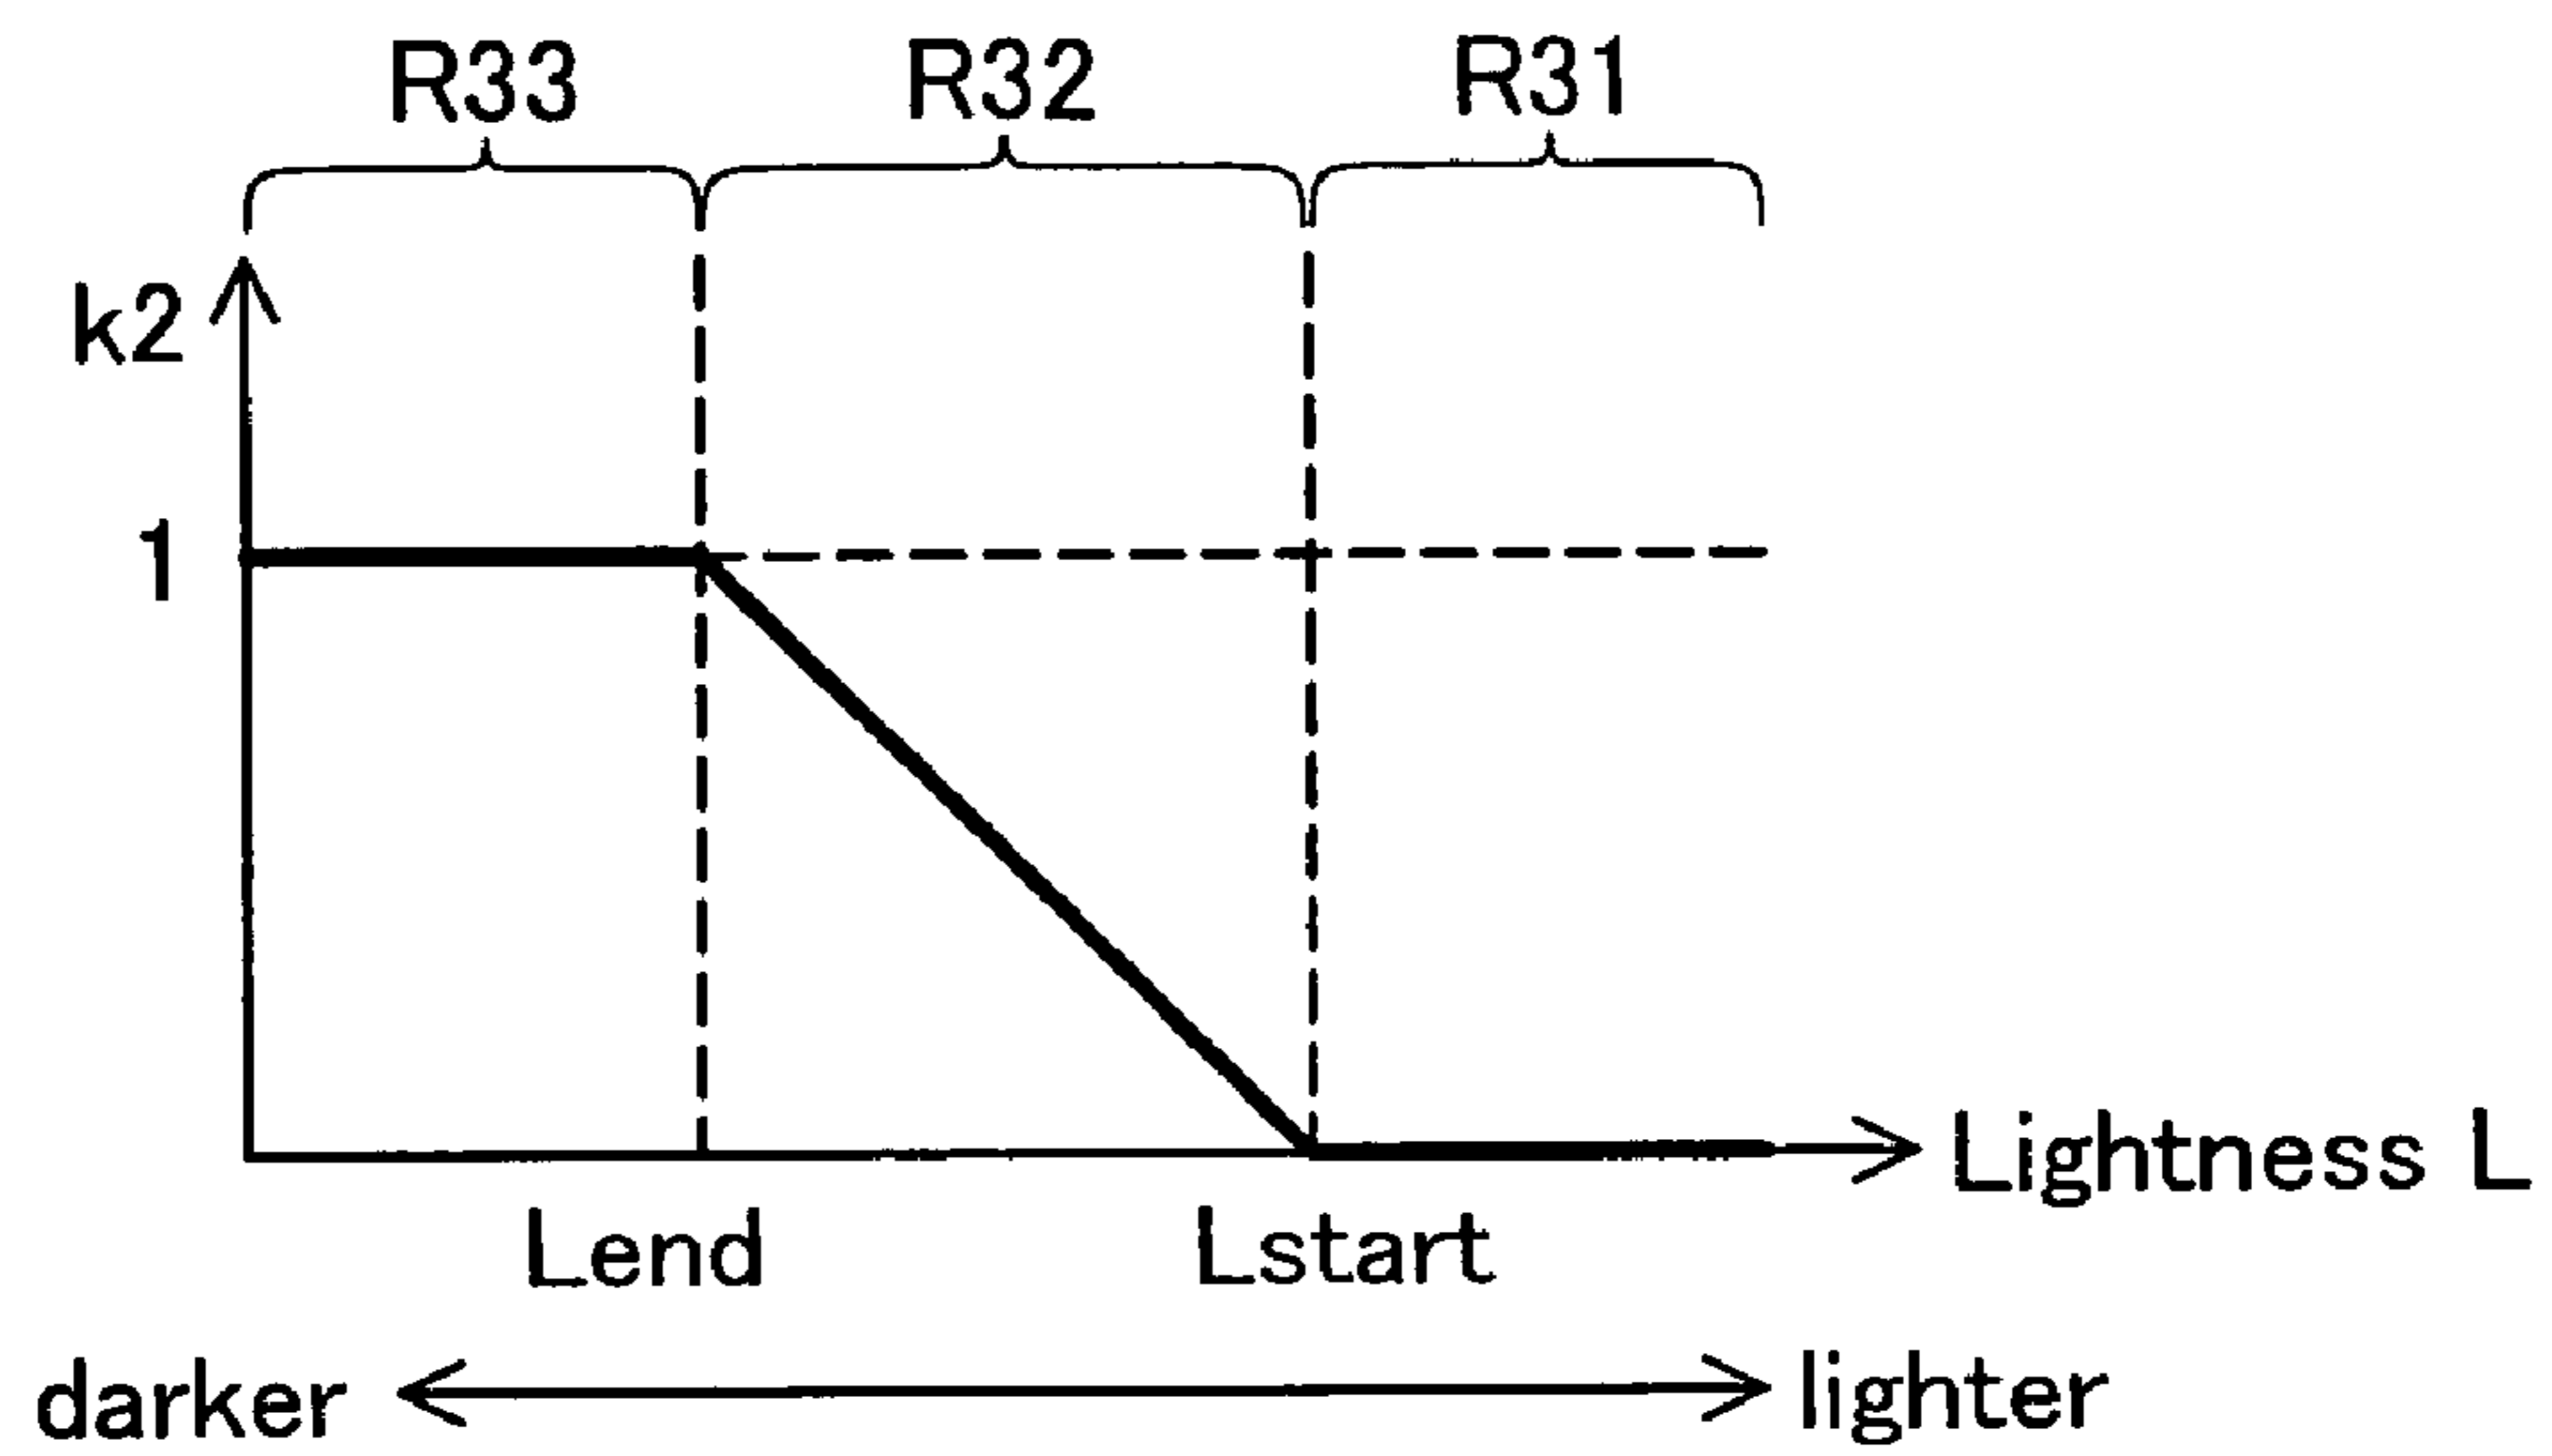 R33 R32 R31
k2
1
Lightness L
Lend Lstart
darker lighter